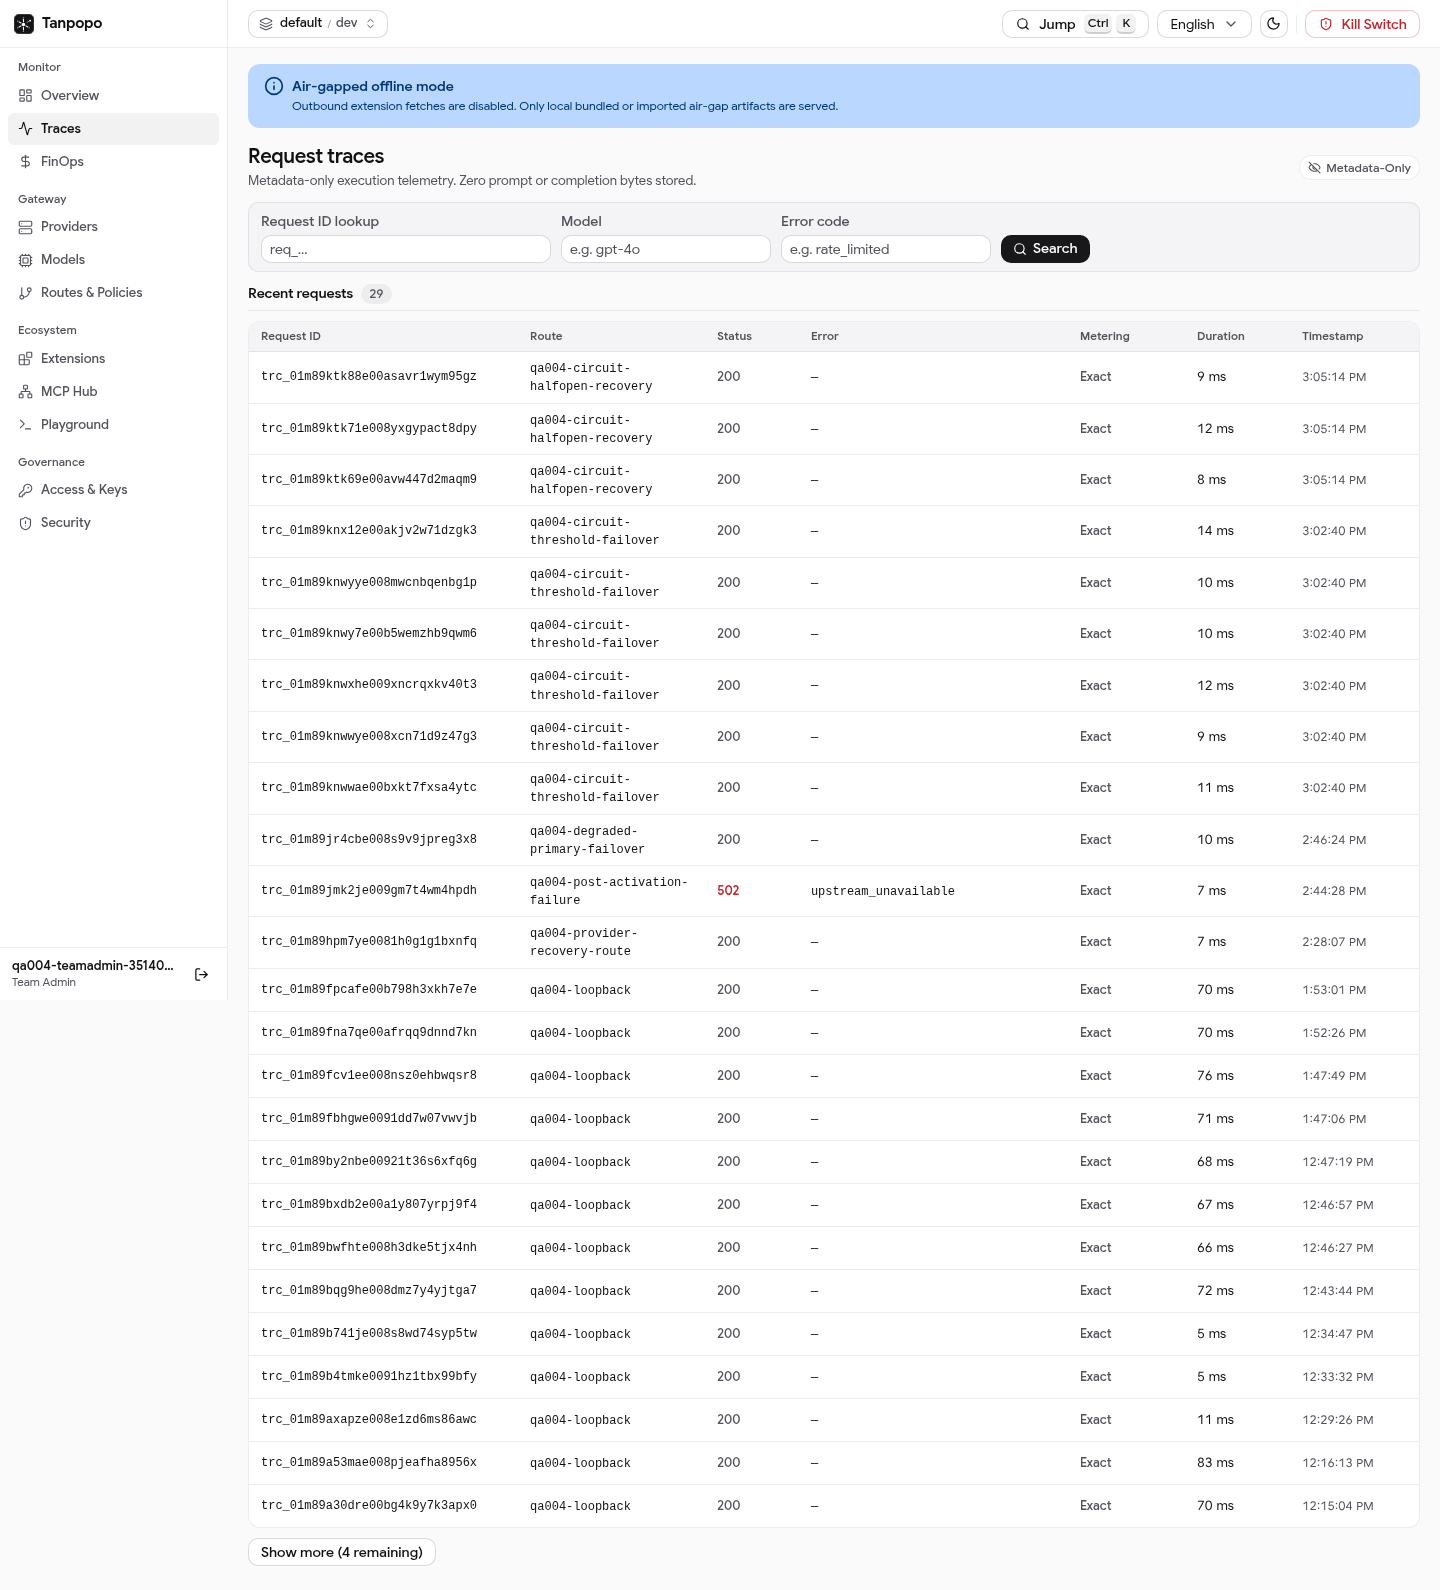 Tanpopo
default / dev
Jump Ctrl K
English
Kill Switch
Monitor
Overview
Traces
FinOps
Gateway
Providers
Models
Routes & Policies
Ecosystem
Extensions
MCP Hub
Playground
Governance
Access & Keys
Security
qa004-teamadmin-35140...
Team Admin
Air-gapped offline mode
Outbound extension fetches are disabled. Only local bundled or imported air-gap artifacts are served.
Request traces
Metadata-only execution telemetry. Zero prompt or completion bytes stored.
Metadata-Only
Request ID lookup Model Error code
req_... e.g. gpt-4o e.g. rate_limited Search
Recent requests 29
Request ID Route Status Error Metering Duration Timestamp
trc_01m89ktk88e00asavr1wym95gz qa004-circuit-halfopen-recovery 200 — Exact 9 ms 3:05:14 PM
trc_01m89ktk71e008yxgypact8dpy qa004-circuit-halfopen-recovery 200 — Exact 12 ms 3:05:14 PM
trc_01m89ktk69e00avw447d2maqm9 qa004-circuit-halfopen-recovery 200 — Exact 8 ms 3:05:14 PM
trc_01m89knx12e00akjv2w71dzgk3 qa004-circuit-threshold-failover 200 — Exact 14 ms 3:02:40 PM
trc_01m89knwyye008mwcnbqenbg1p qa004-circuit-threshold-failover 200 — Exact 10 ms 3:02:40 PM
trc_01m89knwy7e00b5wemzhb9qwm6 qa004-circuit-threshold-failover 200 — Exact 10 ms 3:02:40 PM
trc_01m89knwxhe009xncrqxkv40t3 qa004-circuit-threshold-failover 200 — Exact 12 ms 3:02:40 PM
trc_01m89knwwye008xcn71d9z47g3 qa004-circuit-threshold-failover 200 — Exact 9 ms 3:02:40 PM
trc_01m89knwwae00bxkt7fxsa4ytc qa004-circuit-threshold-failover 200 — Exact 11 ms 3:02:40 PM
trc_01m89jr4cbe008s9v9jpreg3x8 qa004-degraded-primary-failover 200 — Exact 10 ms 2:46:24 PM
trc_01m89jmk2je009gm7t4wm4hpdh qa004-post-activation-failure 502 upstream_unavailable Exact 7 ms 2:44:28 PM
trc_01m89hpm7ye0081h0g1g1bxnfq qa004-provider-recovery-route 200 — Exact 7 ms 2:28:07 PM
trc_01m89fpcafe00b798h3xkh7e7e qa004-loopback 200 — Exact 70 ms 1:53:01 PM
trc_01m89fna7qe00afrqq9dnnd7kn qa004-loopback 200 — Exact 70 ms 1:52:26 PM
trc_01m89fcv1ee008nsz0ehbwqsr8 qa004-loopback 200 — Exact 76 ms 1:47:49 PM
trc_01m89fbhgwe0091dd7w07vwvjb qa004-loopback 200 — Exact 71 ms 1:47:06 PM
trc_01m89by2nbe00921t36s6xfq6g qa004-loopback 200 — Exact 68 ms 12:47:19 PM
trc_01m89bxdb2e00a1y807yrpj9f4 qa004-loopback 200 — Exact 67 ms 12:46:57 PM
trc_01m89bwfhte008h3dke5tjx4nh qa004-loopback 200 — Exact 66 ms 12:46:27 PM
trc_01m89bqg9he008dmz7y4yjtga7 qa004-loopback 200 — Exact 72 ms 12:43:44 PM
trc_01m89b741je008s8wd74syp5tw qa004-loopback 200 — Exact 5 ms 12:34:47 PM
trc_01m89b4tmke0091hz1tbx99bfy qa004-loopback 200 — Exact 5 ms 12:33:32 PM
trc_01m89axapze008e1zd6ms86awc qa004-loopback 200 — Exact 11 ms 12:29:26 PM
trc_01m89a53mae008pjeafha8956x qa004-loopback 200 — Exact 83 ms 12:16:13 PM
trc_01m89a30dre00bg4k9y7k3apx0 qa004-loopback 200 — Exact 70 ms 12:15:04 PM
Show more (4 remaining)